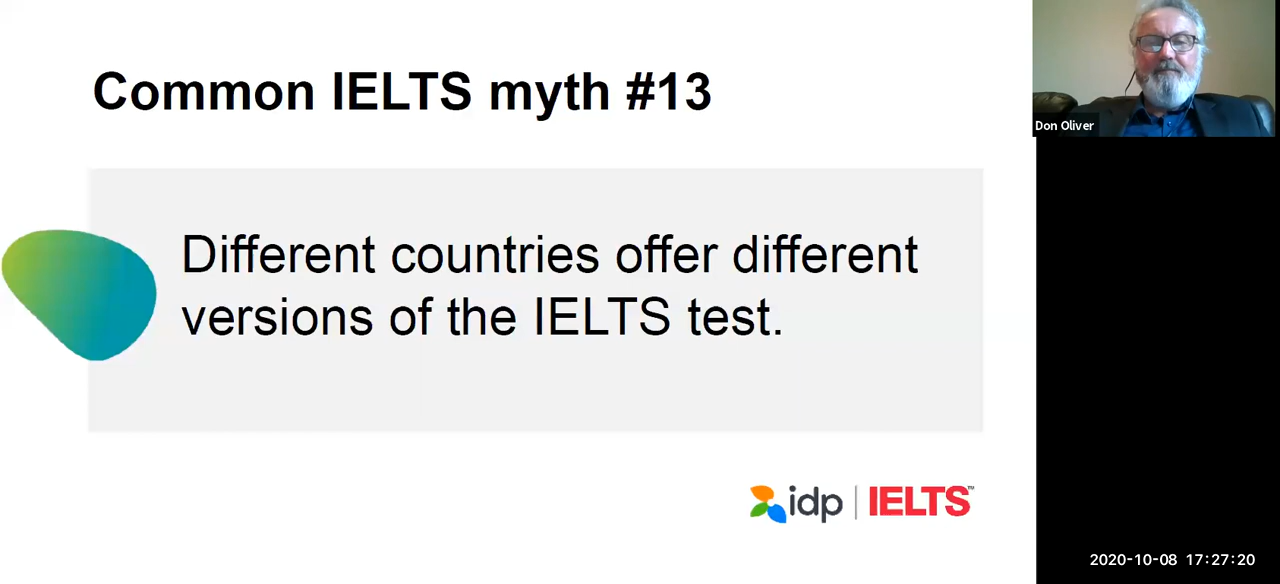 Common IELTS myth #13
Different countries offer different
versions of the IELTS test.
idp | IELTS™
Don Oliver
2020-10-08 17:27:20